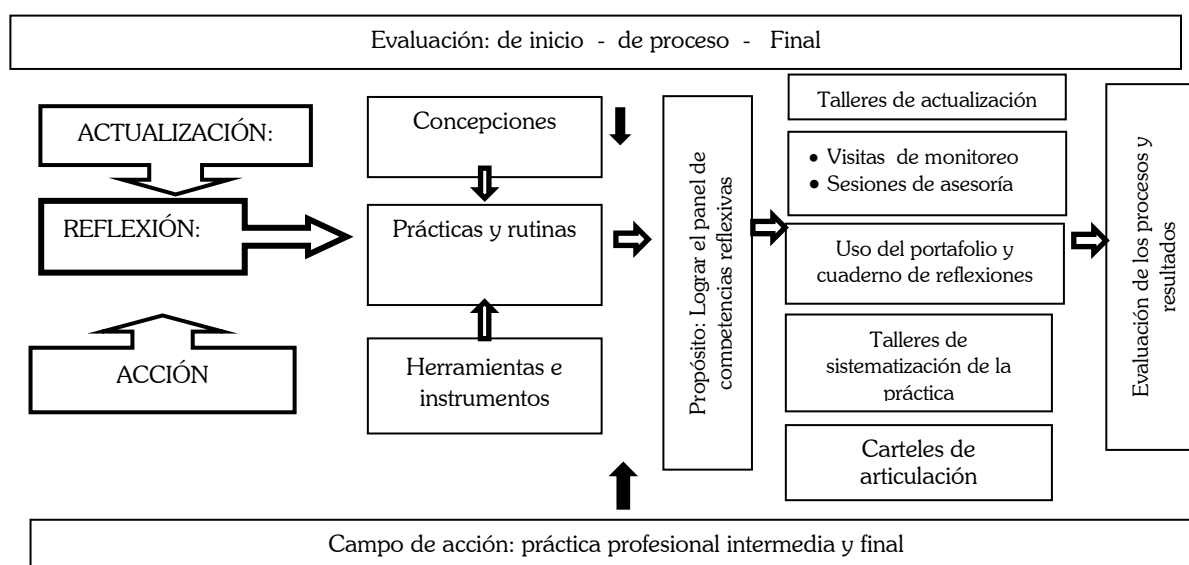 Evaluación: de inicio - de proceso - Final
ACTUALIZACIÓN:
REFLEXIÓN:
ACCIÓN
Concepciones
Prácticas y rutinas
Herramientas e
instrumentos
Propósito: Lograr el panel de
competencias reflexivas
Talleres de actualización
• Visitas de monitoreo
• Sesiones de asesoría
Uso del portafolio y
cuaderno de reflexiones
Talleres de
sistematización de la
práctica
Carteles de
articulación
Evaluación de los procesos y
resultados
Campo de acción: práctica profesional intermedia y final